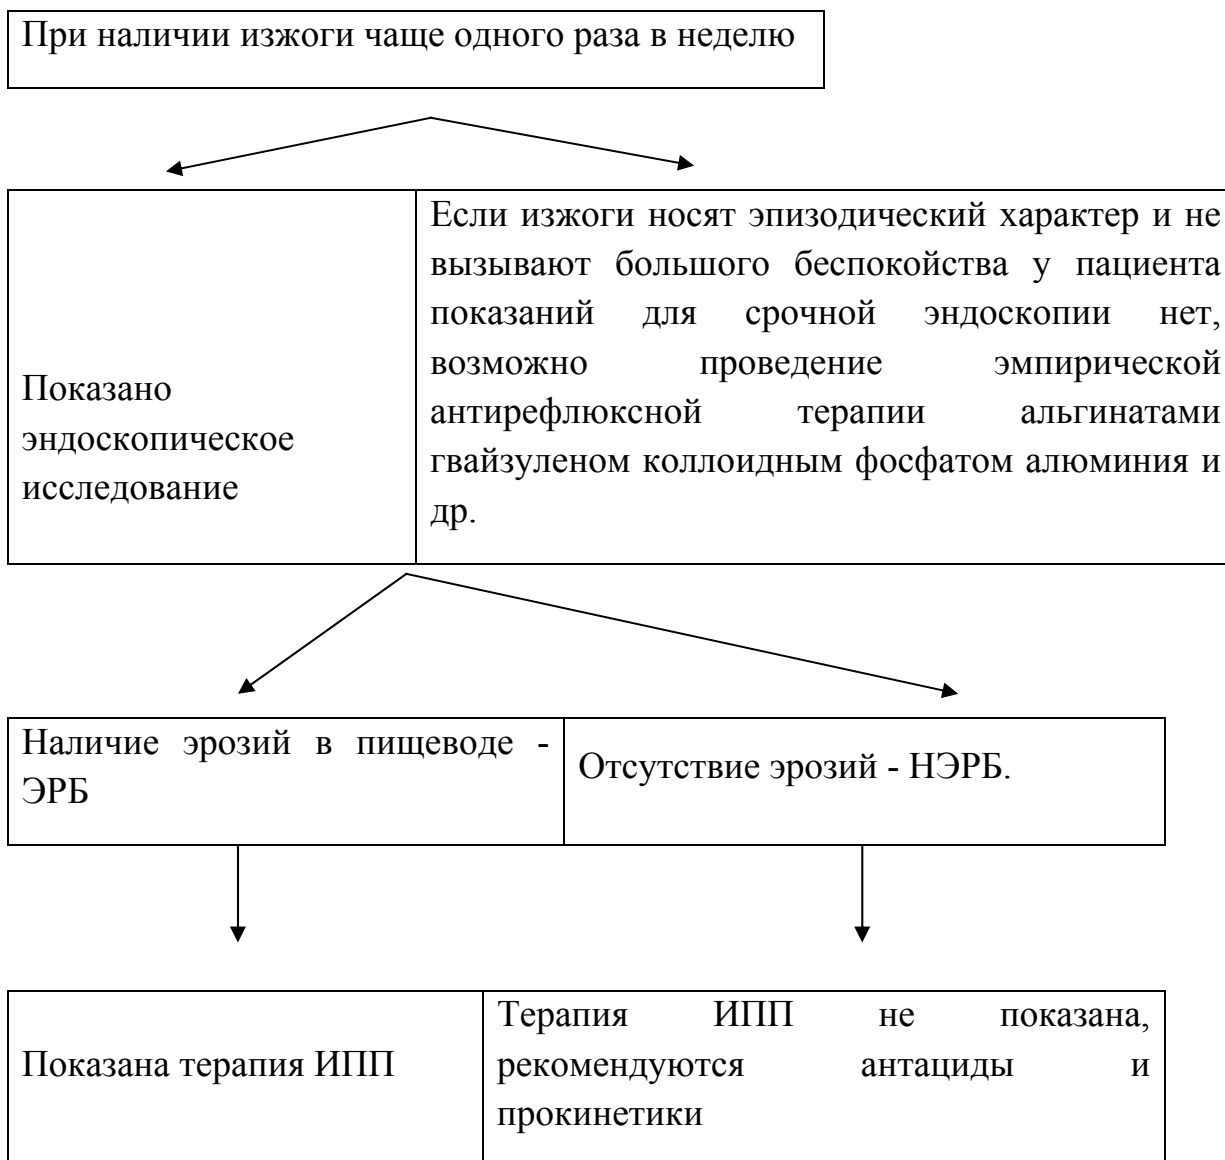 При наличии изжоги чаще одного раза в неделю
Показано
эндоскопическое
исследование
Если изжоги носят эпизодический характер и не
вызывают большого беспокойства у пациента
показаний для срочной эндоскопии нет,
возможно проведение эмпирической
антирефлюксной терапии альгинатами
гвайзуленом коллоидным фосфатом алюминия и
др.
Наличие эрозий в пищеводе -
ЭРБ
Отсутствие эрозий - НЭРБ.
Показана терапия ИПП
Терапия ИПП не показана,
рекомендуются антациды и
прокинетики